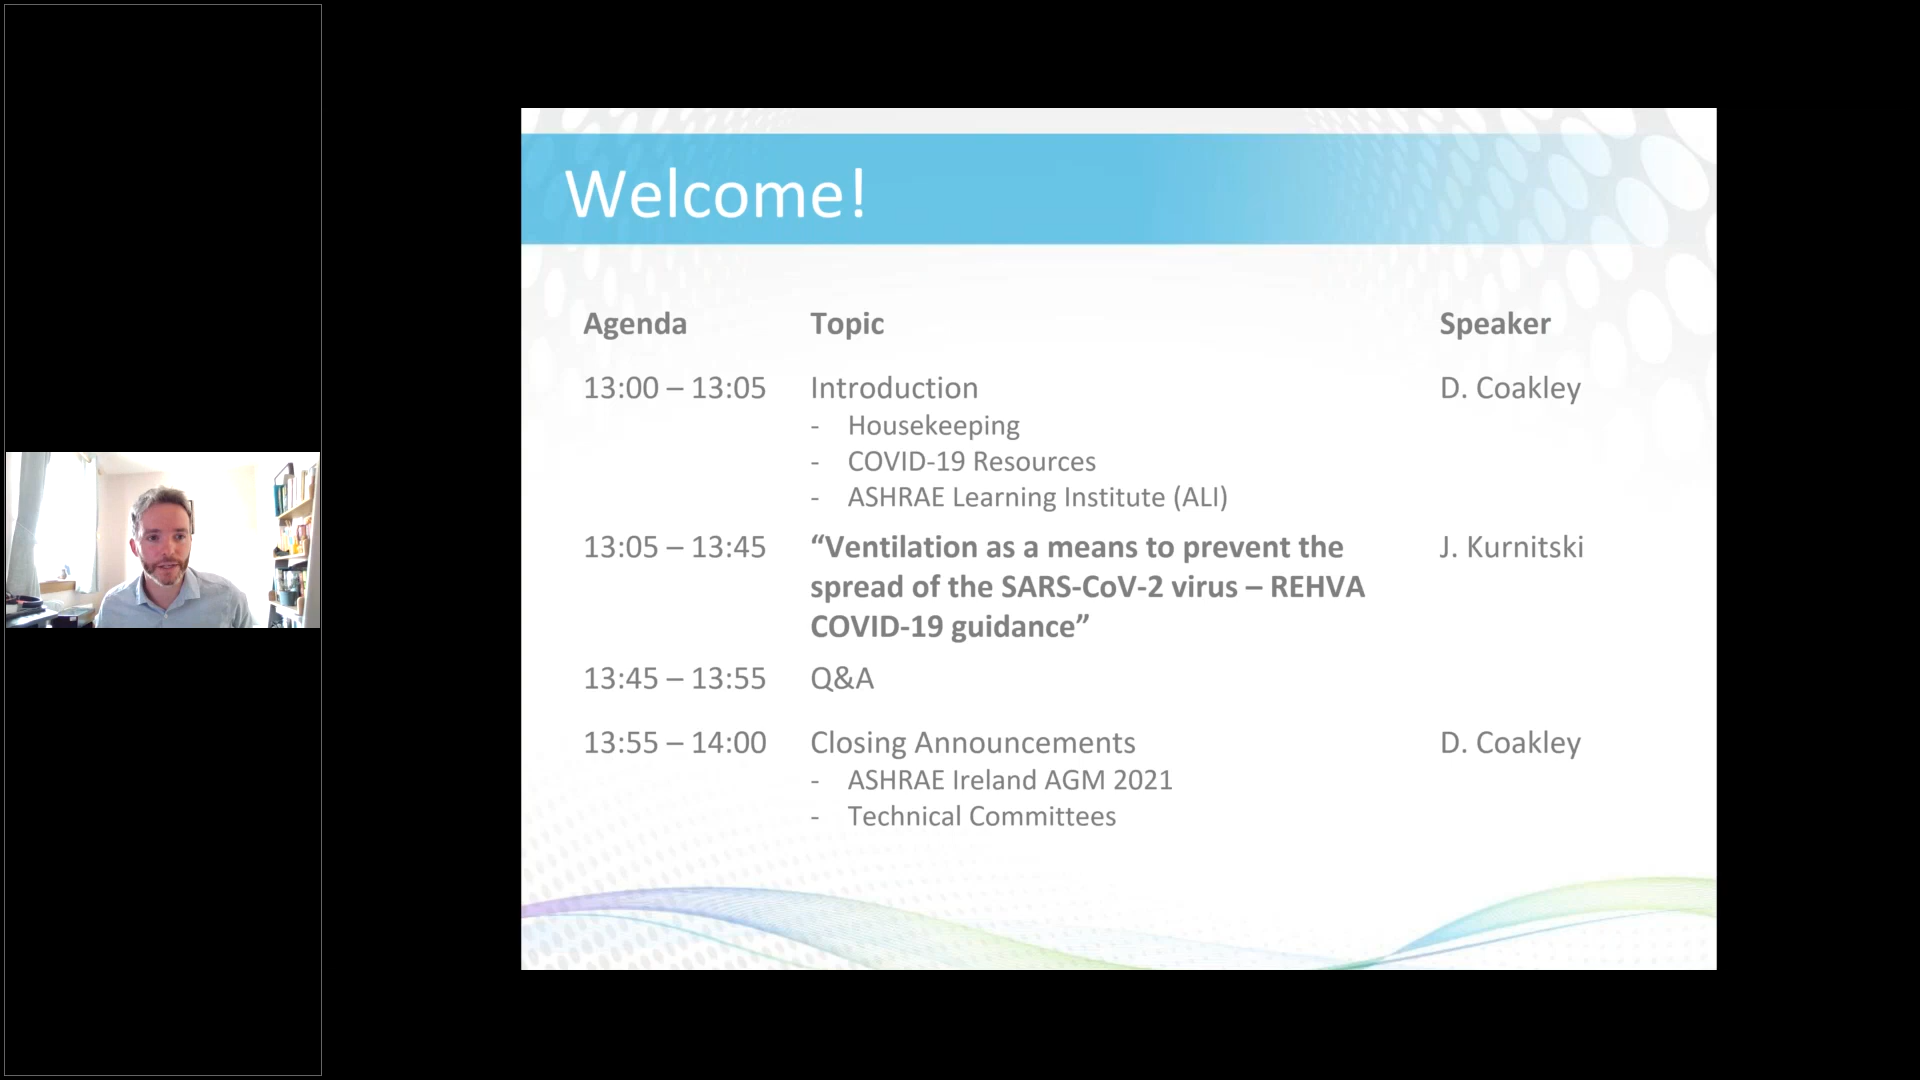 Welcome!
Agenda Topic Speaker
13:00 – 13:05 Introduction D. Coakley
- Housekeeping
- COVID-19 Resources
- ASHRAE Learning Institute (ALI)
13:05 – 13:45 “Ventilation as a means to prevent the J. Kurnitski
spread of the SARS-CoV-2 virus – REHVA
COVID-19 guidance”
13:45 – 13:55 Q&A
13:55 – 14:00 Closing Announcements D. Coakley
- ASHRAE Ireland AGM 2021
- Technical Committees